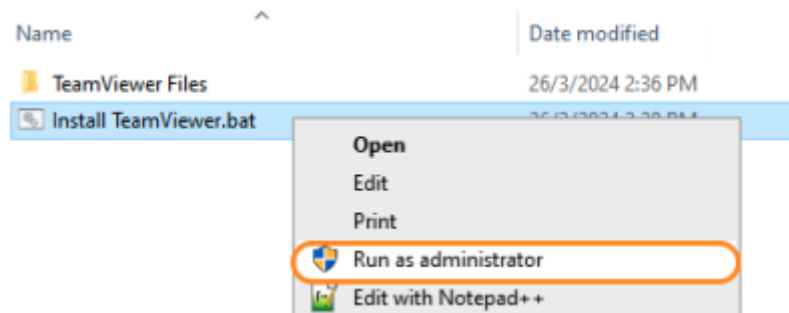 Name Date modified
TeamViewer Files 26/3/2024 2:36 PM
Install TeamViewer.bat
Open
Edit
Print
Run as administrator
Edit with Notepad++